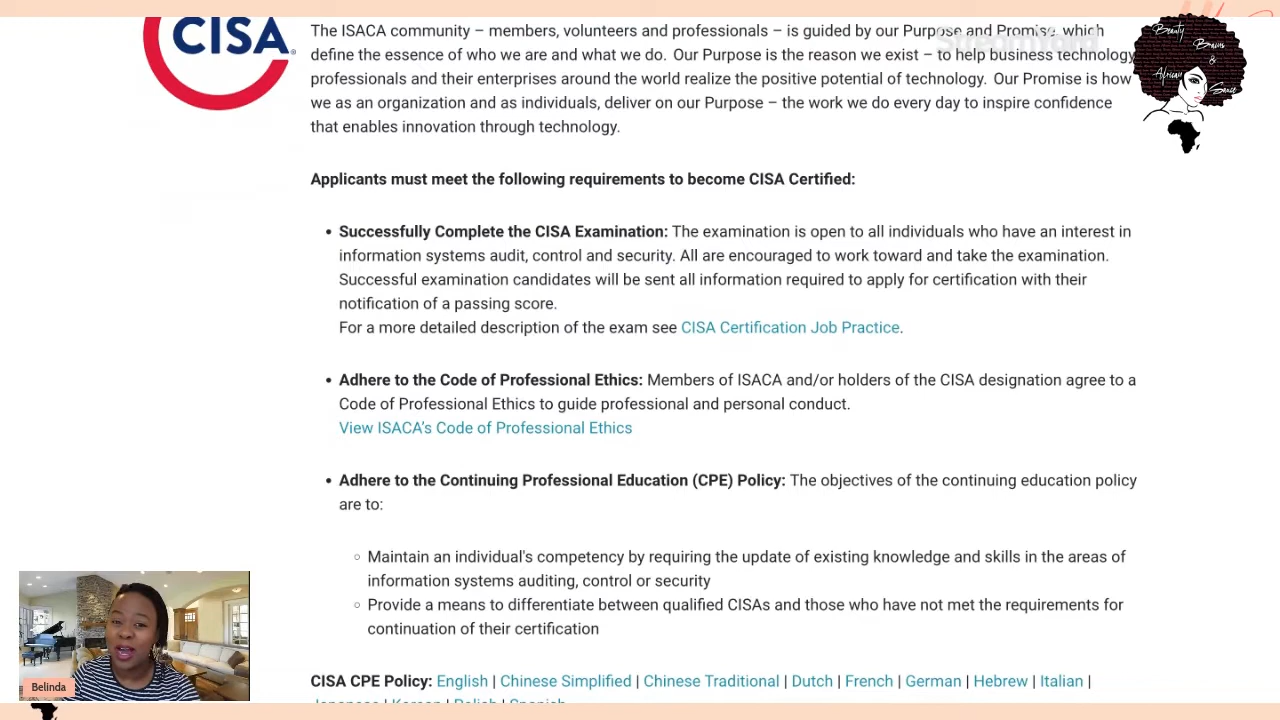 CISA®
The ISACA community – members, volunteers and professionals – is guided by our Purpose and Promise, which
define the
Our Purpose is the reason we exist – to help business technology
professionals and their enterprises around the world realize the positive potential of technology. Our Promise is how
we as an organization and as individuals, deliver on our Purpose – the work we do every day to inspire confidence
that enables innovation through technology.
Applicants must meet the following requirements to become CISA Certified:
• Successfully Complete the CISA Examination: The examination is open to all individuals who have an interest in
information systems audit, control and security. All are encouraged to work toward and take the examination.
Successful examination candidates will be sent all information required to apply for certification with their
notification of a passing score.
For a more detailed description of the exam see CISA Certification Job Practice.
• Adhere to the Code of Professional Ethics: Members of ISACA and/or holders of the CISA designation agree to a
Code of Professional Ethics to guide professional and personal conduct.
View ISACA's Code of Professional Ethics
• Adhere to the Continuing Professional Education (CPE) Policy: The objectives of the continuing education policy
are to:
○ Maintain an individual's competency by requiring the update of existing knowledge and skills in the areas of
information systems auditing, control or security
○ Provide a means to differentiate between qualified CISAs and those who have not met the requirements for
continuation of their certification
CISA CPE Policy: English | Chinese Simplified | Chinese Traditional | Dutch | French | German | Hebrew | Italian |
Japanese | Korean | Polish | Spanish
Beauty
Brains
&
African
Sauce
Belinda